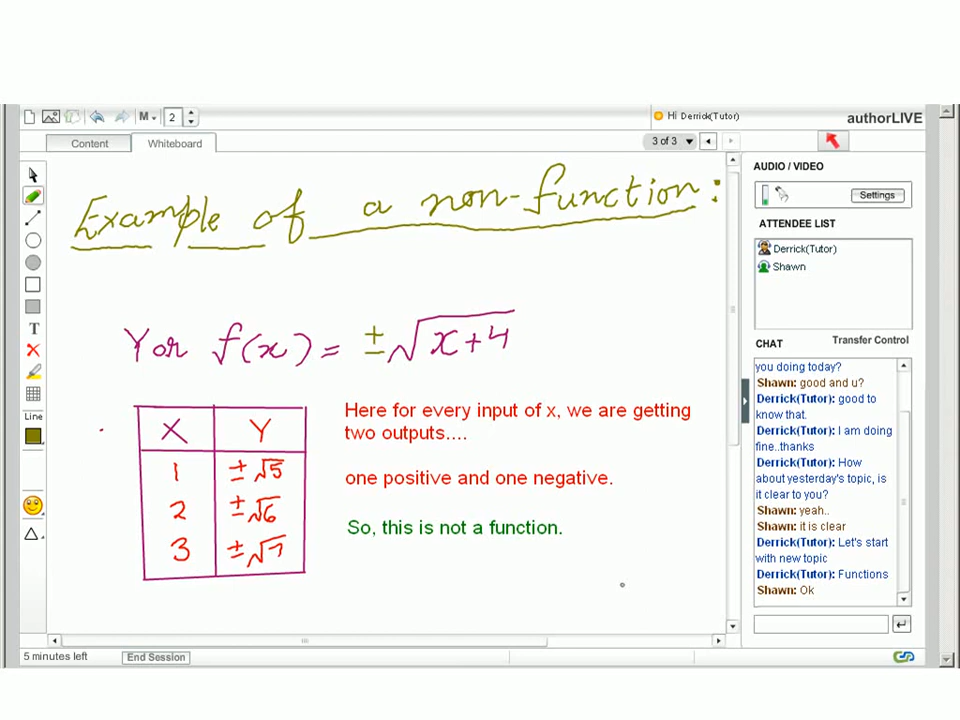 M
2
Hi Derrick(Tutor)
authorLIVE
Content
Whiteboard
3 of 3
Example of a non-function:
Y or f(x) = ±√x+4
X Y
1 ±√5
2 ±√6
3 ±√7
Here for every input of x, we are getting
two outputs....
one positive and one negative.
So, this is not a function.
T
Line
AUDIO / VIDEO
Settings
ATTENDEE LIST
Derrick(Tutor)
Shawn
Transfer Control
CHAT
you doing today?
Shawn: good and u?
Derrick(Tutor): good to
know that.
Derrick(Tutor): I am doing
fine..thanks
Derrick(Tutor): How
about yesterday's topic, is
it clear to you?
Shawn: yeah..
Shawn: it is clear
Derrick(Tutor): Let's start
with new topic
Derrick(Tutor): Functions
Shawn: Ok
5 minutes left
End Session